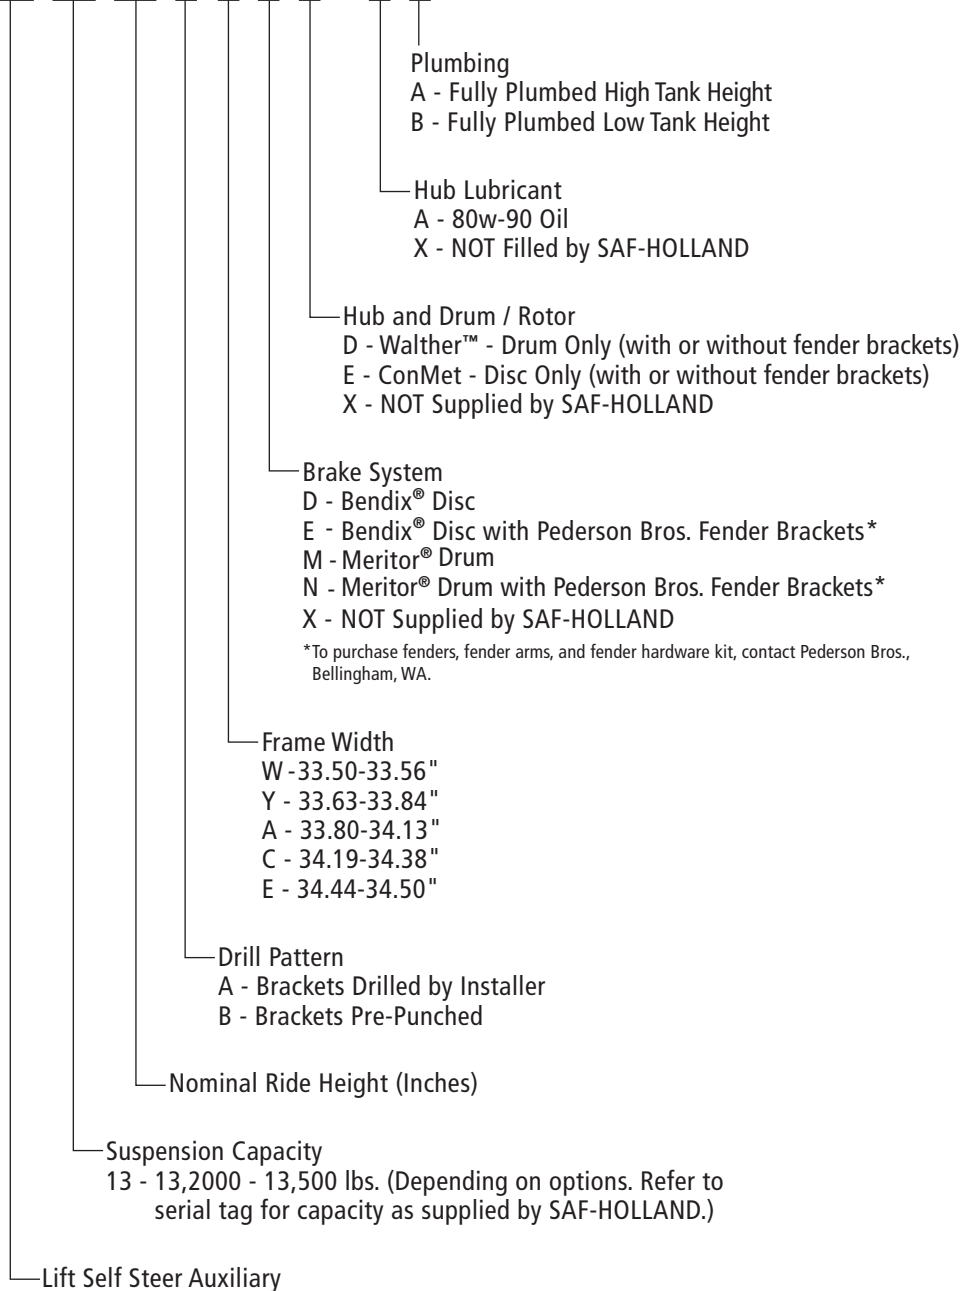 Plumbing
A - Fully Plumbed High Tank Height
B - Fully Plumbed Low Tank Height
Hub Lubricant
A - 80w-90 Oil
X - NOT Filled by SAF-HOLLAND
Hub and Drum / Rotor
D - Walther™ - Drum Only (with or without fender brackets)
E - ConMet - Disc Only (with or without fender brackets)
X - NOT Supplied by SAF-HOLLAND
Brake System
D - Bendix® Disc
E - Bendix® Disc with Pederson Bros. Fender Brackets*
M - Meritor® Drum
N - Meritor® Drum with Pederson Bros. Fender Brackets*
X - NOT Supplied by SAF-HOLLAND
*To purchase fenders, fender arms, and fender hardware kit, contact Pederson Bros.,
Bellingham, WA.
Frame Width
W -33.50-33.56"
Y - 33.63-33.84"
A - 33.80-34.13"
C - 34.19-34.38"
E - 34.44-34.50"
Drill Pattern
A - Brackets Drilled by Installer
B - Brackets Pre-Punched
Nominal Ride Height (Inches)
Suspension Capacity
13 - 13,2000 - 13,500 lbs. (Depending on options. Refer to
serial tag for capacity as supplied by SAF-HOLLAND.)
Lift Self Steer Auxiliary